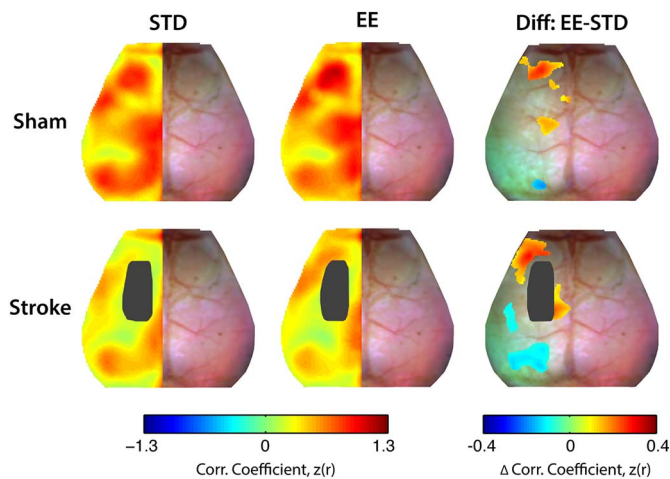 STD EE Diff: EE-STD
Sham
Stroke
−1.3 0 1.3 -0.4 0 0.4
Corr. Coefficient, z(r) Δ Corr. Coefficient, z(r)